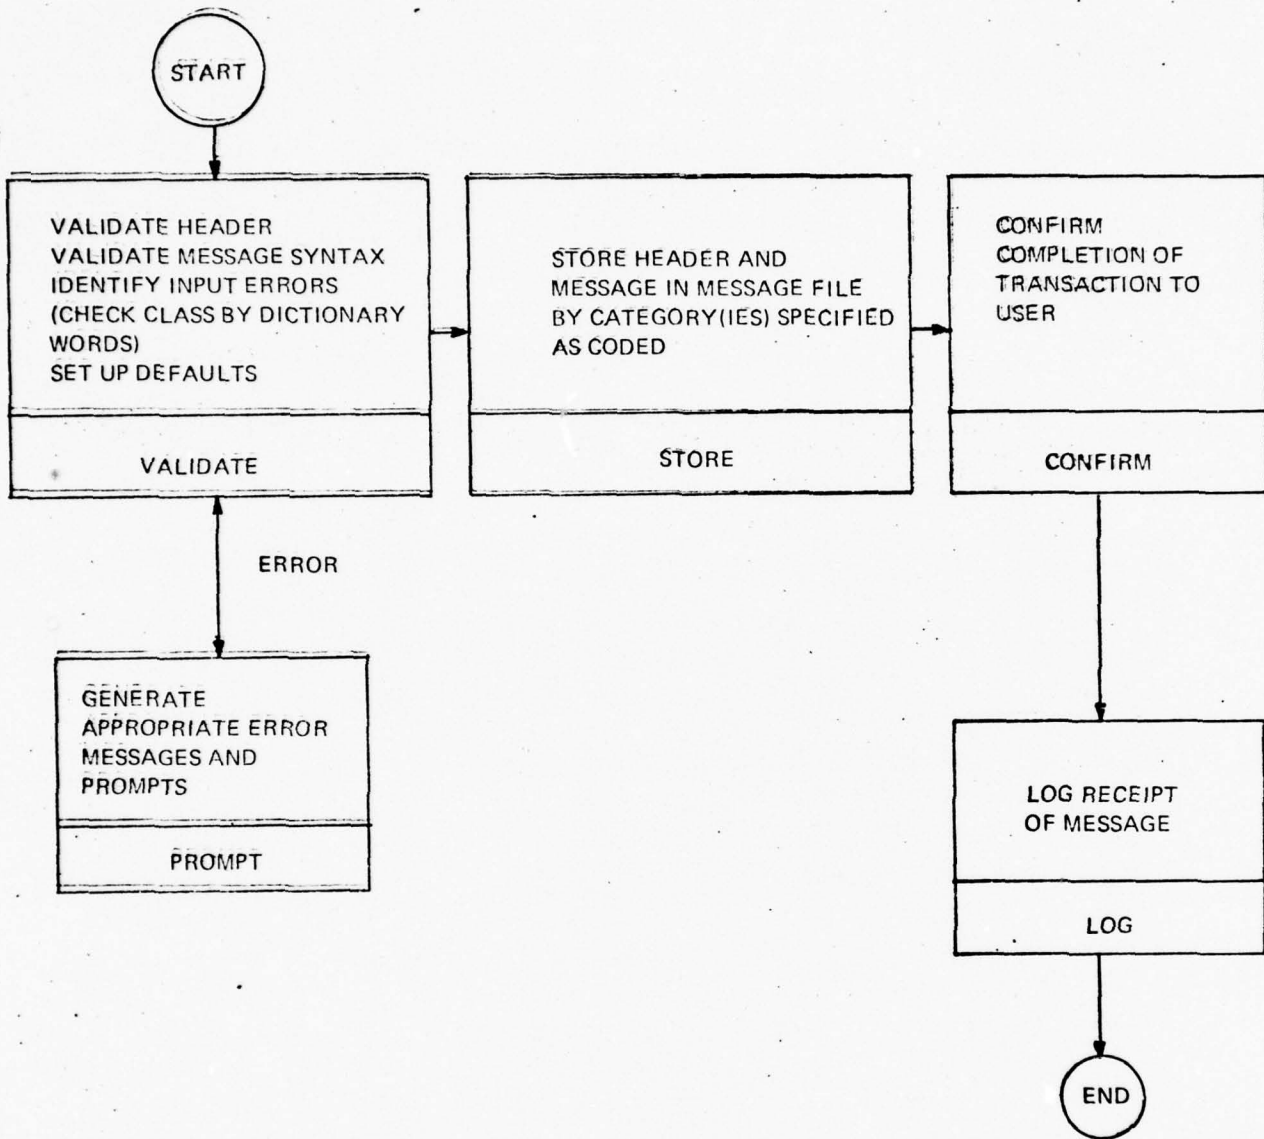 START
VALIDATE HEADER
VALIDATE MESSAGE SYNTAX
IDENTIFY INPUT ERRORS
(CHECK CLASS BY DICTIONARY
WORDS)
SET UP DEFAULTS
VALIDATE
STORE HEADER AND
MESSAGE IN MESSAGE FILE
BY CATEGORY(IES) SPECIFIED
AS CODED
STORE
CONFIRM
COMPLETION OF
TRANSACTION TO
USER
CONFIRM
ERROR
GENERATE
APPROPRIATE ERROR
MESSAGES AND
PROMPTS
PROMPT
LOG RECEIPT
OF MESSAGE
LOG
END